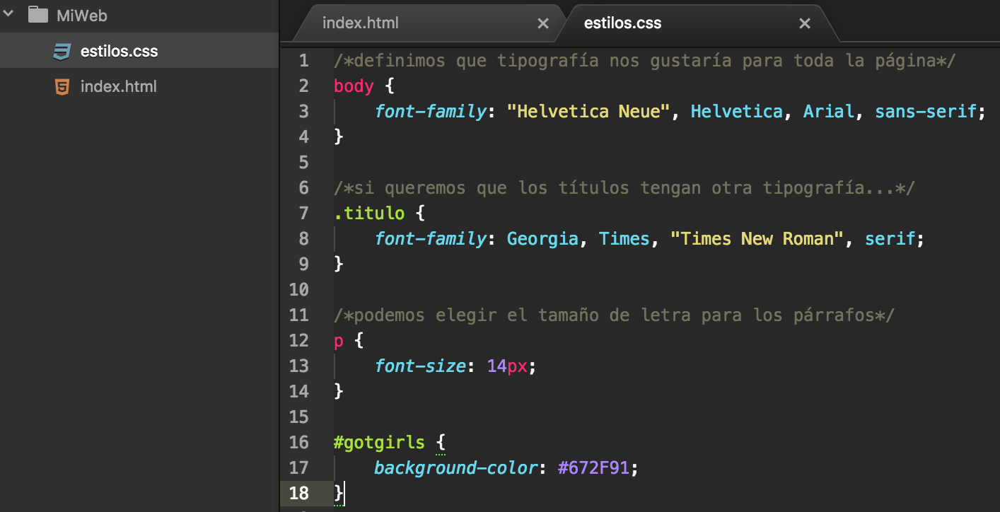 MiWeb
estilos.css
index.html
index.html ×
estilos.css ×
1 /*definimos que tipografía nos gustaría para toda la página*/
2 body {
3     font-family: "Helvetica Neue", Helvetica, Arial, sans-serif;
4 }
5
6 /*si queremos que los títulos tengan otra tipografía...*/
7 .titulo {
8     font-family: Georgia, Times, "Times New Roman", serif;
9 }
10
11 /*podemos elegir el tamaño de letra para los párrafos*/
12 p {
13     font-size: 14px;
14 }
15
16 #gotgirls {
17     background-color: #672F91;
18 }